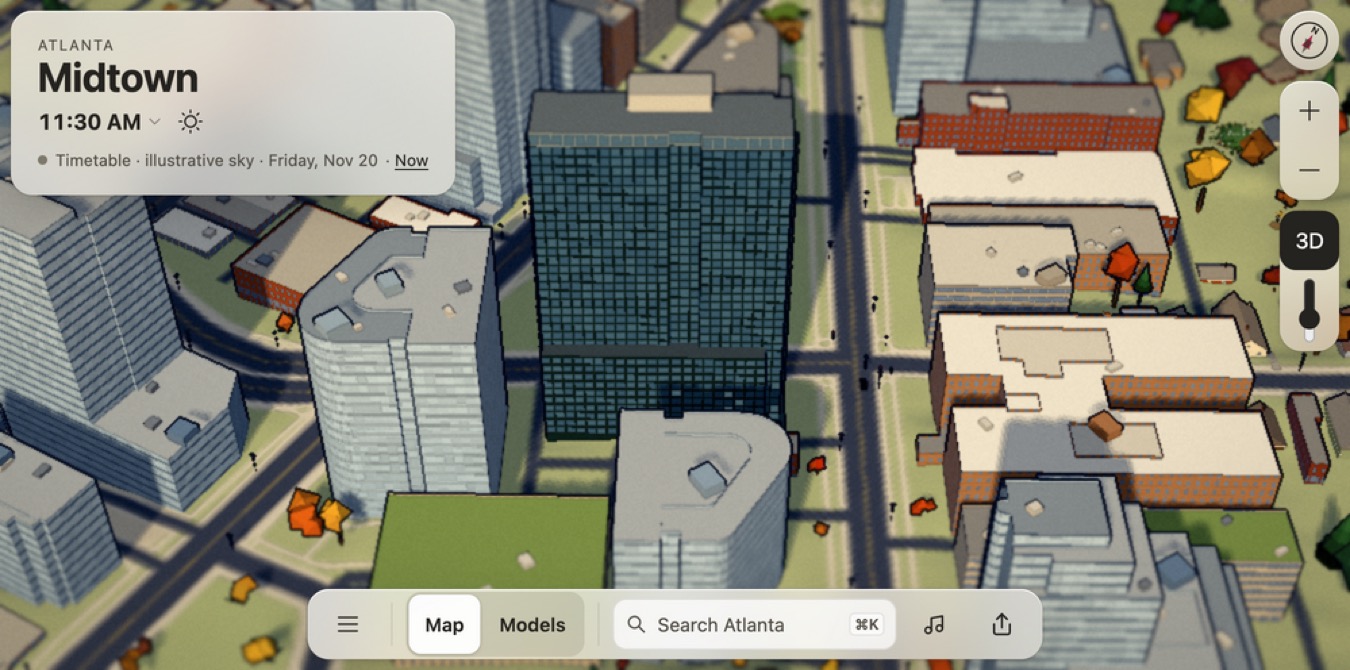 ATLANTA
Midtown
11:30 AM
Timetable · illustrative sky · Friday, Nov 20 · Now
N
+
−
3D
Map Models Search Atlanta ⌘K